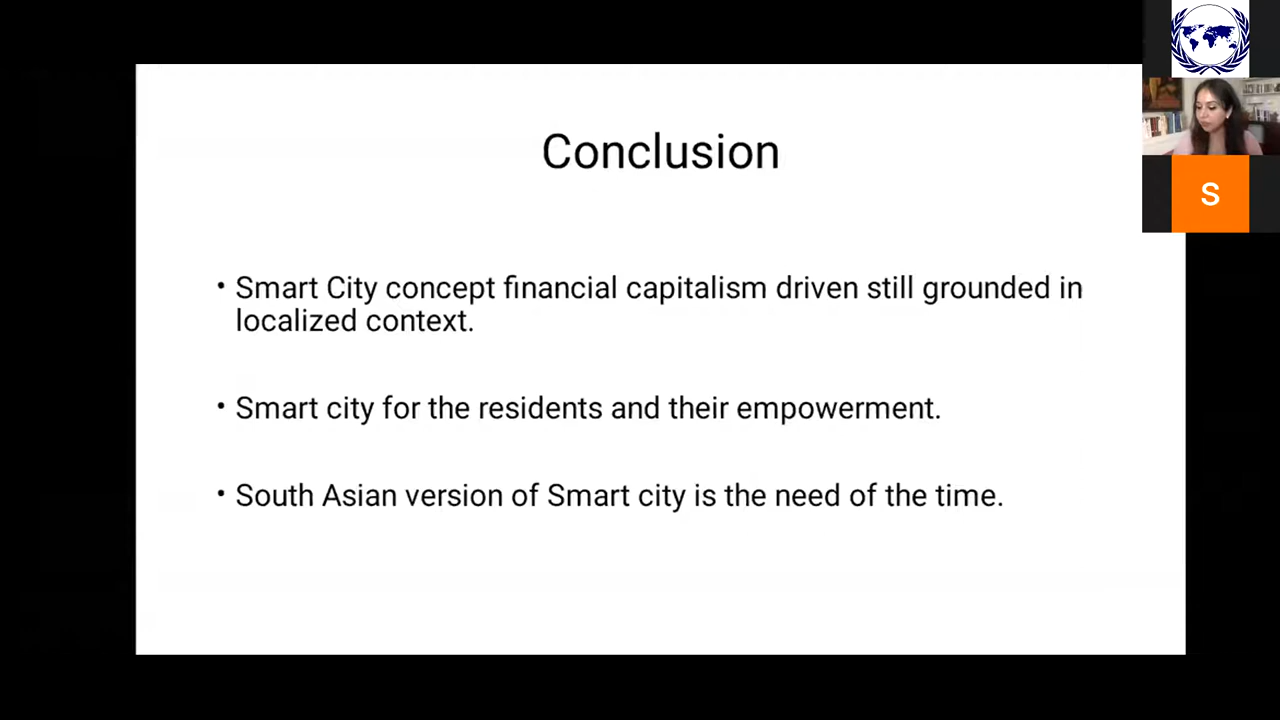 Conclusion
• Smart City concept financial capitalism driven still grounded in
localized context.
• Smart city for the residents and their empowerment.
• South Asian version of Smart city is the need of the time.
S